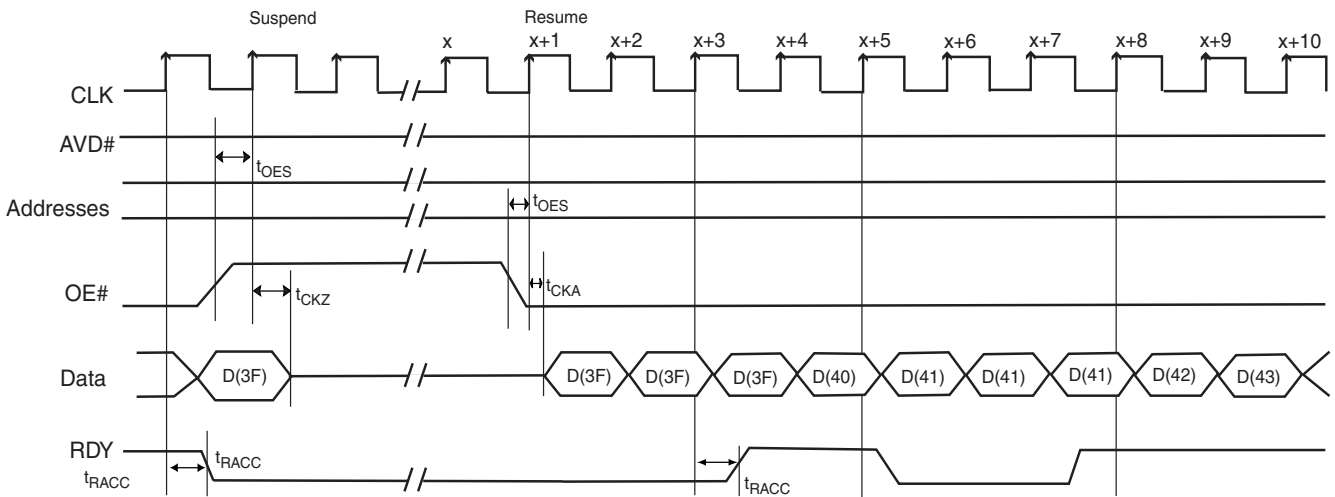 Suspend Resume
x x+1 x+2 x+3 x+4 x+5 x+6 x+7 x+8 x+9 x+10
CLK
AVD#
tOES
Addresses
tOES
OE#
tCKZ
tCKA
Data
D(3F) D(3F) D(3F) D(3F) D(40) D(41) D(41) D(41) D(42) D(43)
RDY
tRACC
tRACC
tRACC